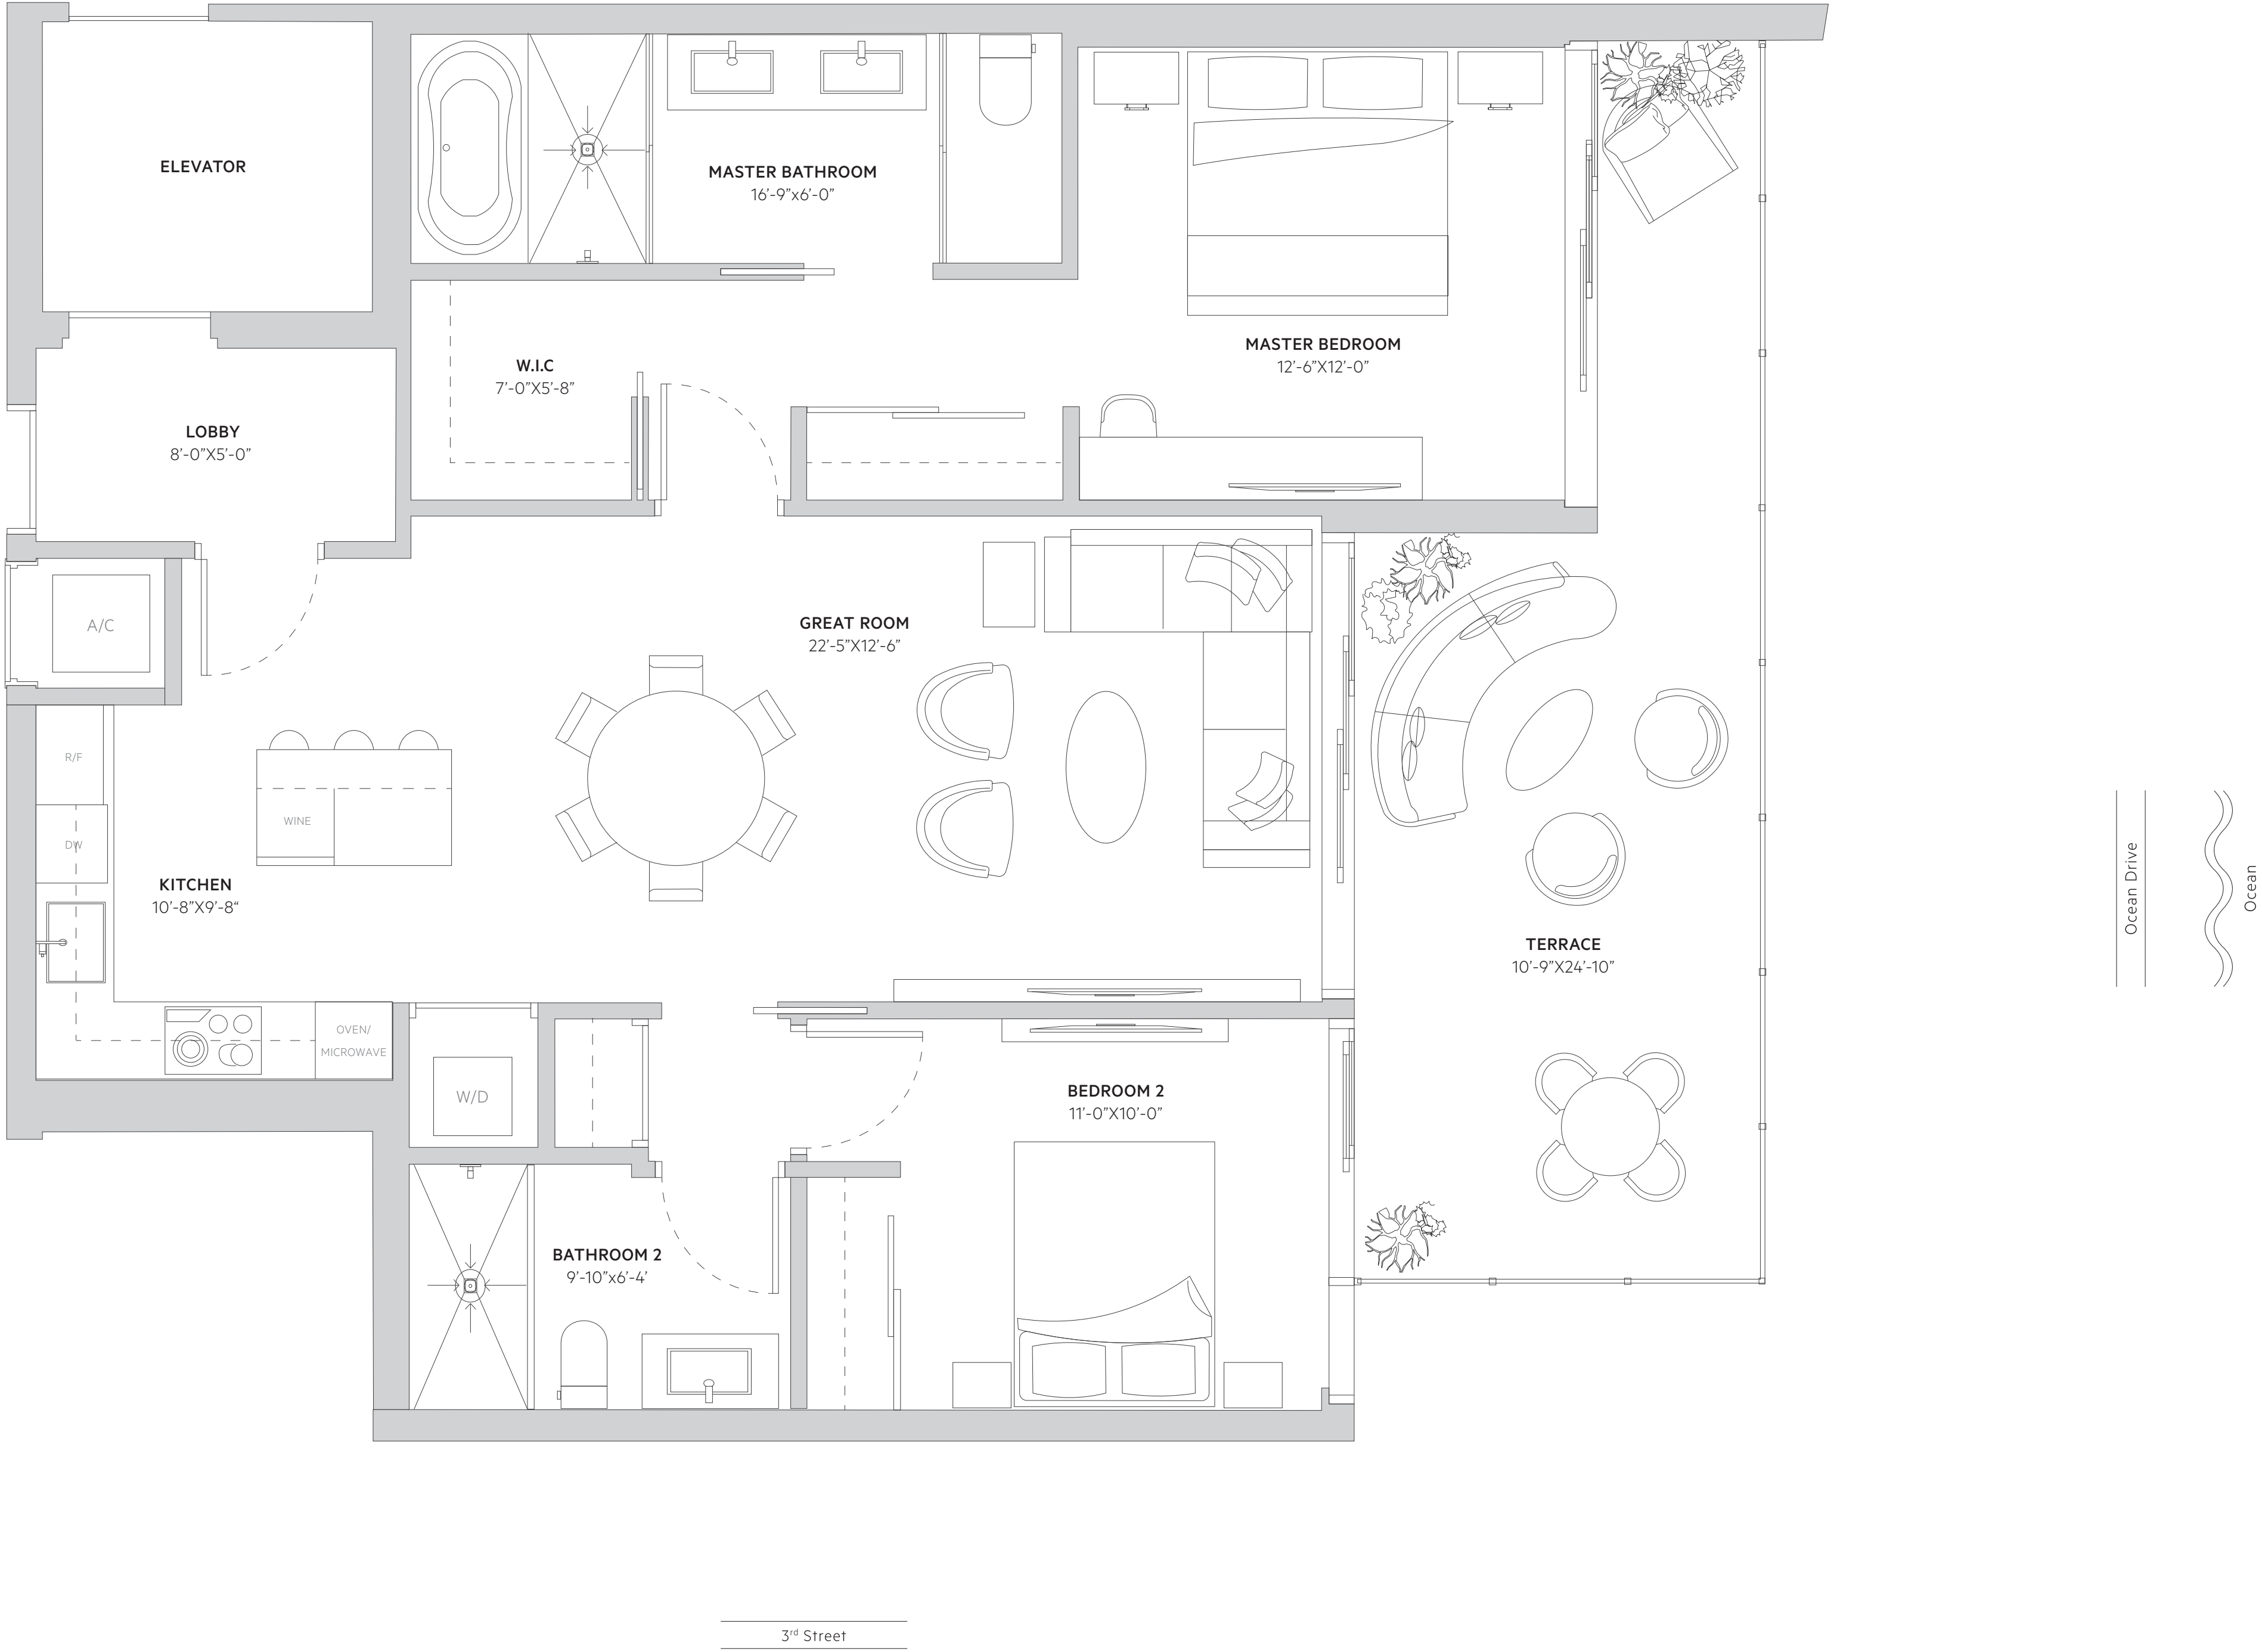 ELEVATOR
MASTER BATHROOM
16’-9”x6’-0”
MASTER BEDROOM
12’-6”X12’-0”
W.I.C
7’-0”X5’-8”
LOBBY
8’-0”X5’-0”
A/C
GREAT ROOM
22’-5”X12’-6”
R/F
WINE
DW
KITCHEN
10’-8”X9’-8“
OVEN/
MICROWAVE
W/D
TERRACE
10’-9”X24’-10”
BEDROOM 2
11’-0”X10’-0”
BATHROOM 2
9’-10”x6’-4’
Ocean Drive
Ocean
3rd Street